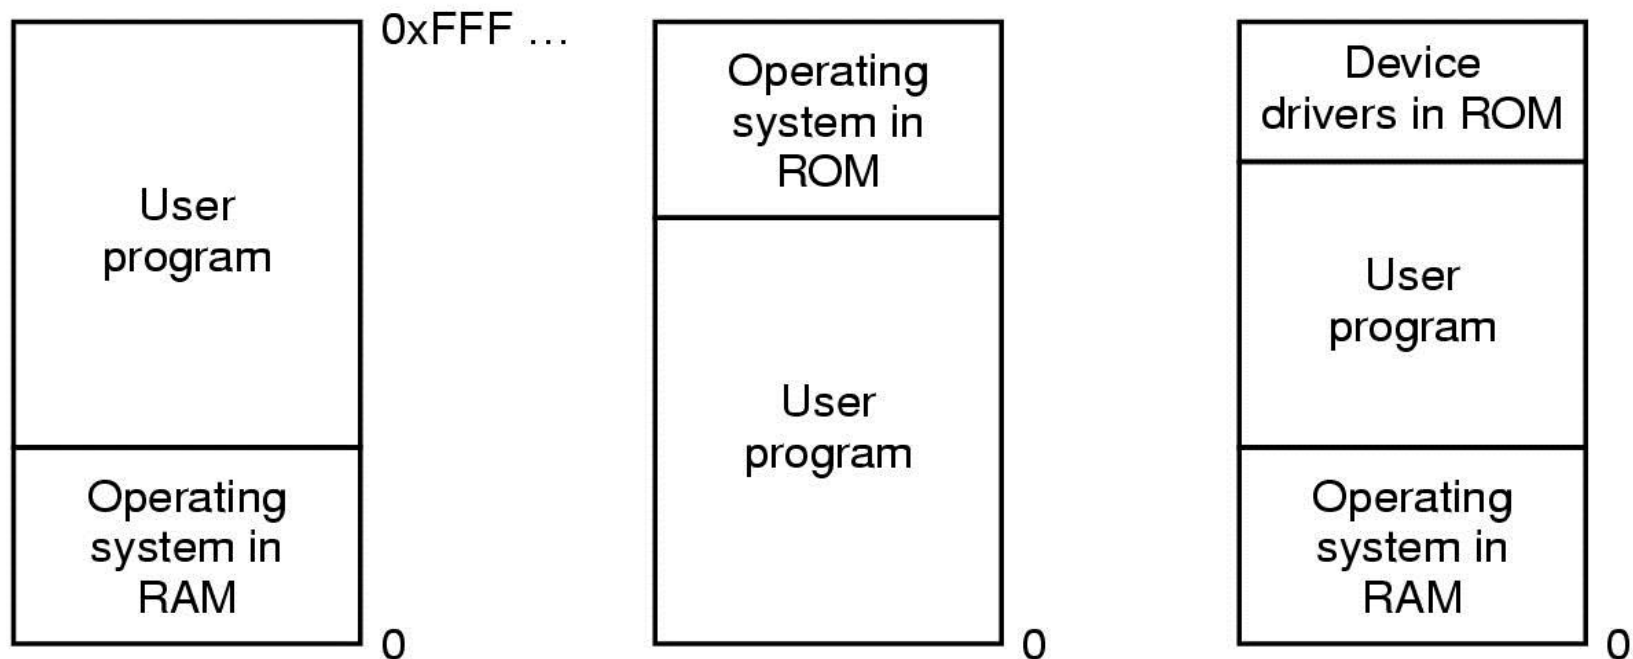 0xFFF ...
User
program
Operating
system in
RAM
0
Operating
system in
ROM
User
program
0
Device
drivers in ROM
User
program
Operating
system in
RAM
0